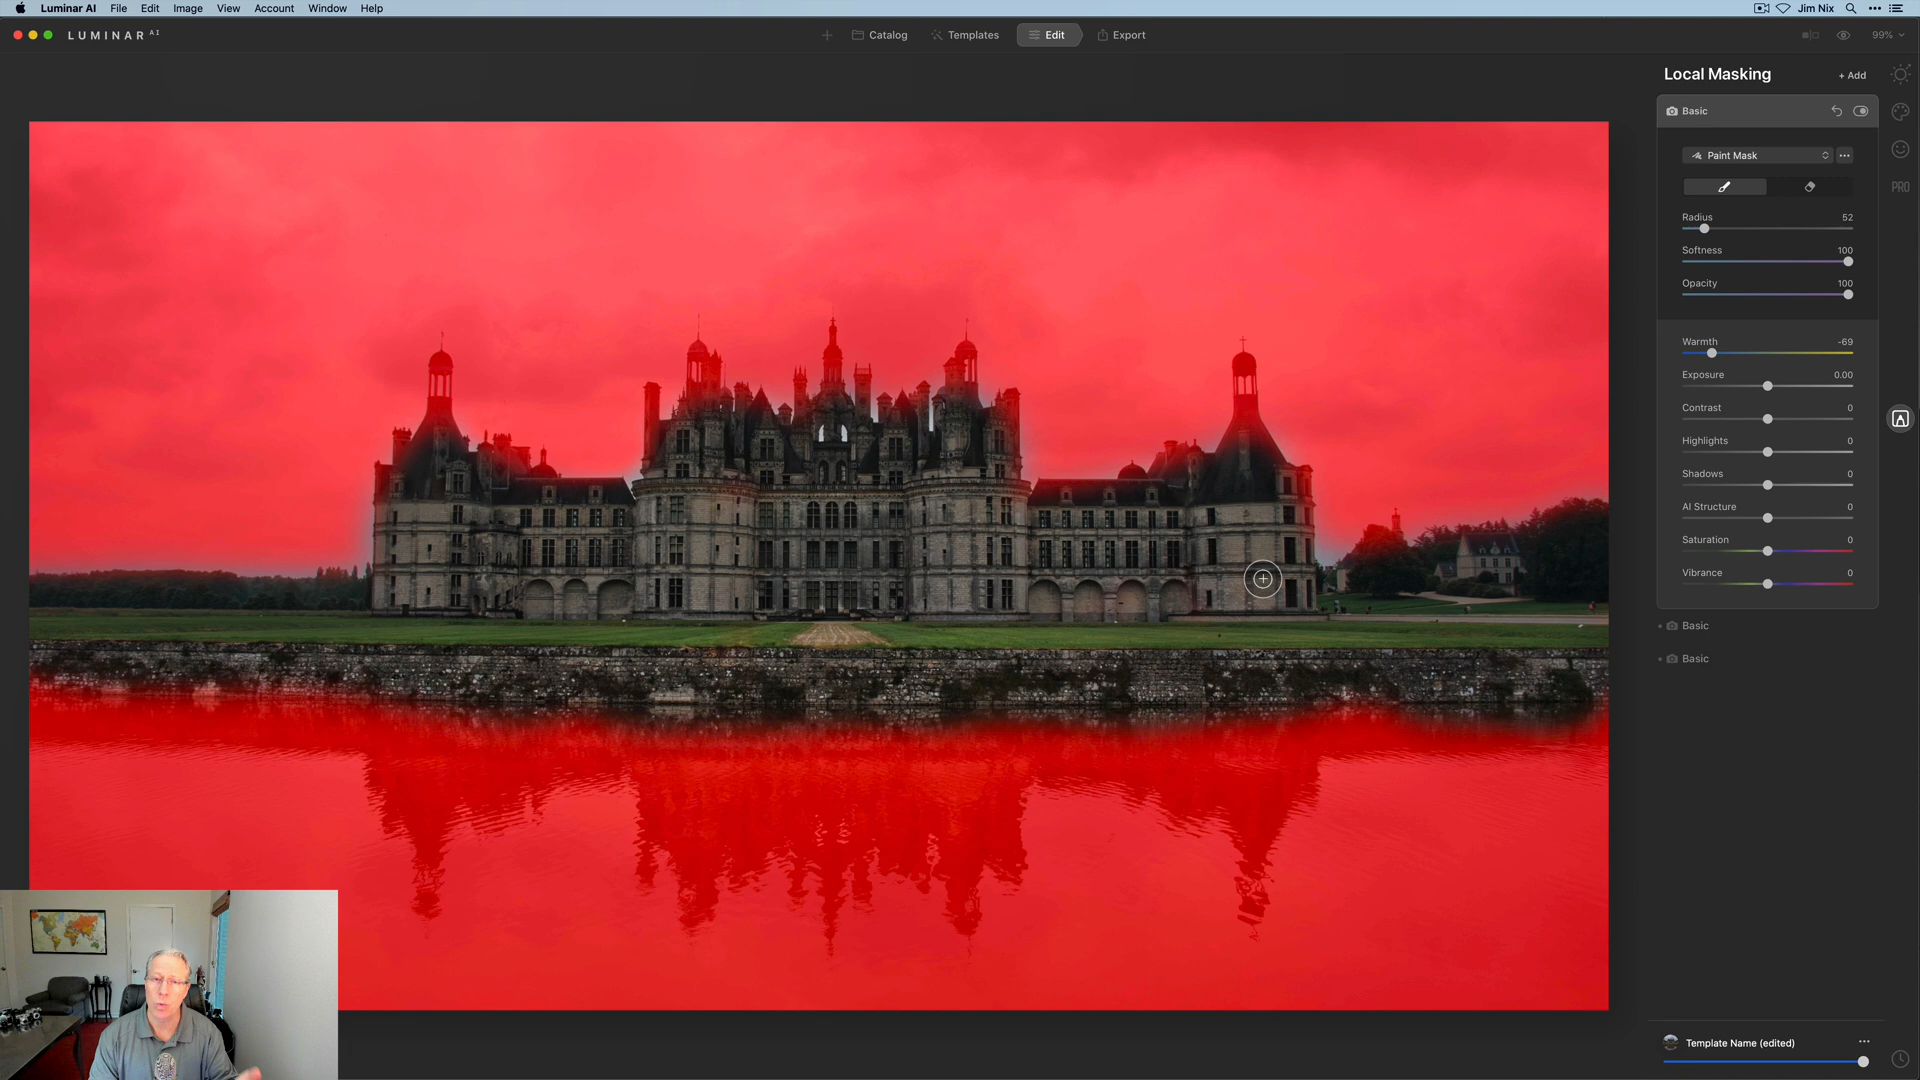 Luminar AI File Edit Image View Account Window Help Jim Nix
LUMINAR AI + Catalog Templates Edit Export 99%
Local Masking + Add
Basic
Paint Mask
PRO
Radius 52
Softness 100
Opacity 100
Warmth -69
Exposure 0.00
Contrast 0
Highlights 0
Shadows 0
AI Structure 0
Saturation 0
Vibrance 0
Basic
Basic
Template Name (edited)